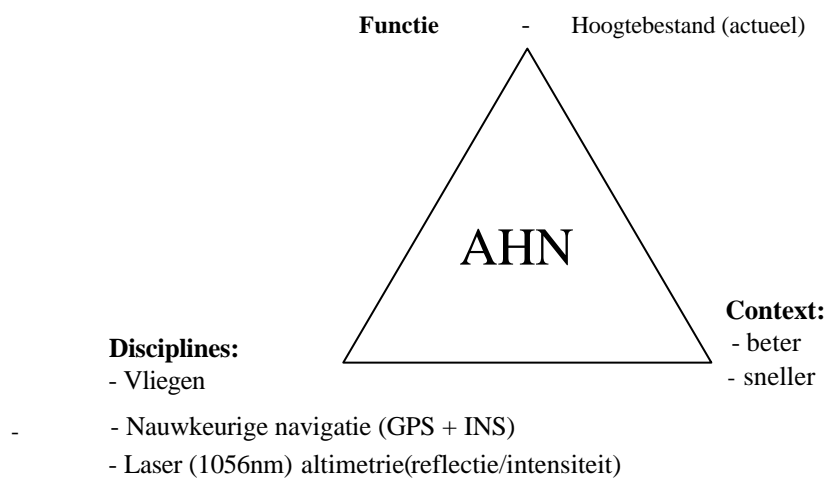 Functie - Hoogtebestand (actueel)
AHN
Context:
- beter
- sneller
Disciplines:
- Vliegen
- - Nauwkeurige navigatie (GPS + INS)
- Laser (1056nm) altimetrie(reflectie/intensiteit)